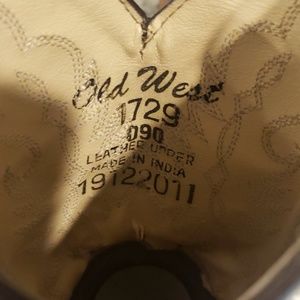 Old West
1729
090
LEATHER UPPER
MADE IN INDIA
19122011